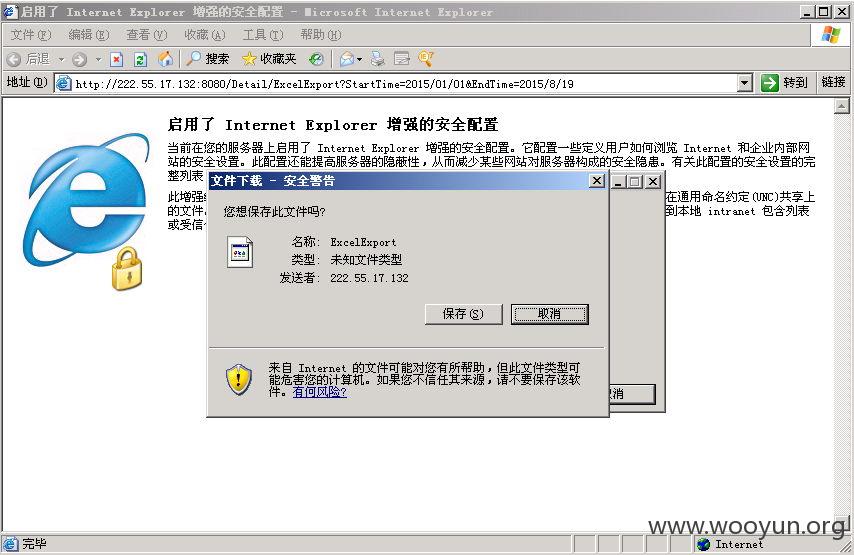 启用了 Internet Explorer 增强的安全配置 - Microsoft Internet Explorer
文件(F) 编辑(E) 查看(V) 收藏(A) 工具(T) 帮助(H)
后退 搜索 收藏夹
地址(D) http://222.55.17.132:8080/Detail/ExcelExport?StartTime=2015/01/01&EndTime=2015/8/19 转到 链接
启用了 Internet Explorer 增强的安全配置
当前在您的服务器上启用了 Internet Explorer 增强的安全配置。它配置一些定义用户如何浏览 Internet 和企业内部网
站的安全设置。此配置还能提高服务器的隐蔽性，从而减少某些网站对服务器构成的安全隐患。有关此配置的安全设置的完
整列表
此增强 在通用命名约定(UNC)共享上
的文件 到本地 intranet 包含列表
或受信
文件下载 - 安全警告
您想保存此文件吗?
名称: ExcelExport
类型: 未知文件类型
发送者: 222.55.17.132
保存(S) 取消
来自 Internet 的文件可能对您有所帮助，但此文件类型可
能危害您的计算机。如果您不信任其来源，请不要保存该软
件。有何风险?
消
www.wooyun.org
完毕 Internet